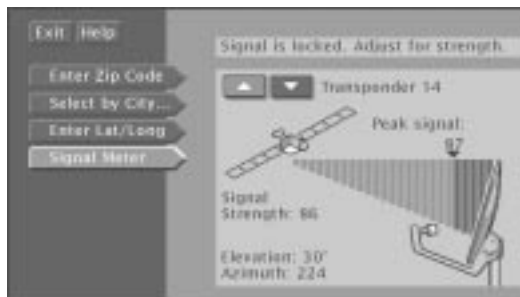 Exit Help
Signal is locked. Adjust for strength.
Enter Zip Code
Select by City...
Enter Lat/Long
Signal Meter
Transponder 14
Peak signal:
87
Signal
Strength: 86
Elevation: 30°
Azimuth: 224